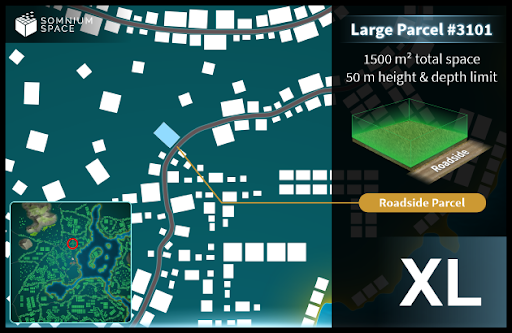 SOMNIUM
SPACE
Large Parcel #3101
1500 m² total space
50 m height & depth limit
Roadside
Roadside Parcel
XL